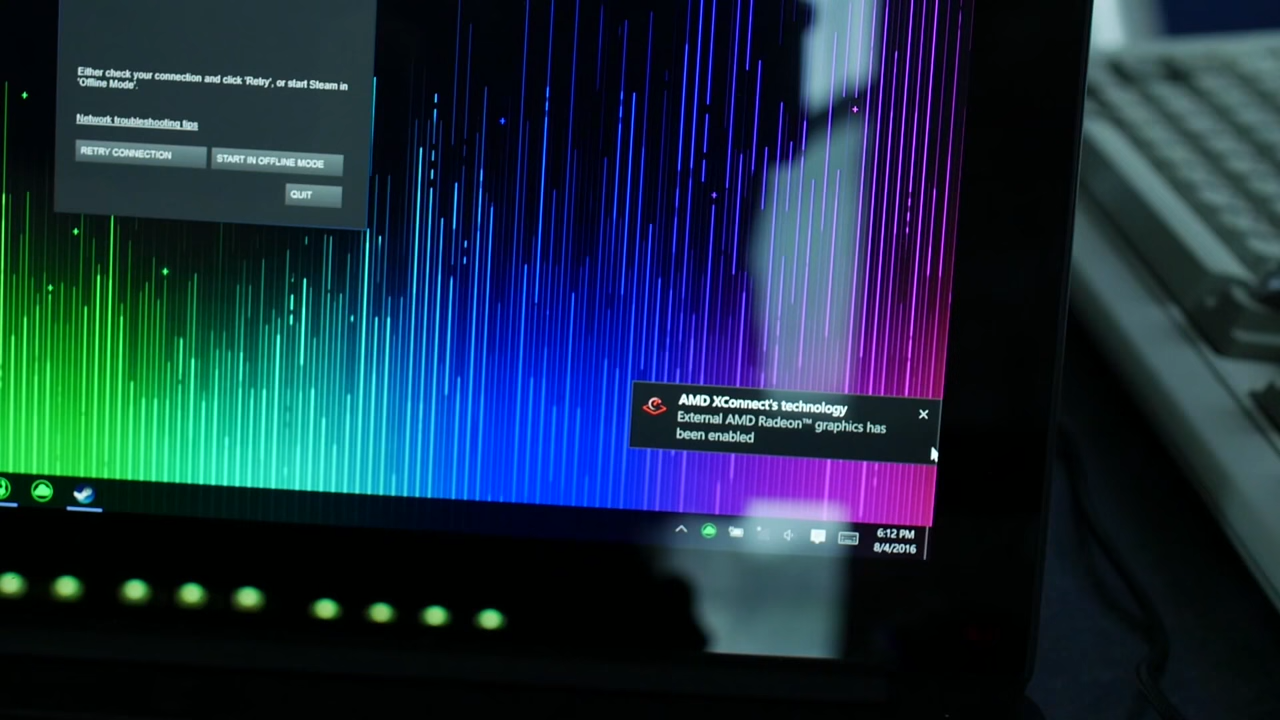 Either check your connection and click 'Retry', or start Steam in
'Offline Mode'.
Network troubleshooting tips
RETRY CONNECTION
START IN OFFLINE MODE
QUIT
AMD XConnect's technology
External AMD Radeon™ graphics has
been enabled
6:12 PM
8/4/2016